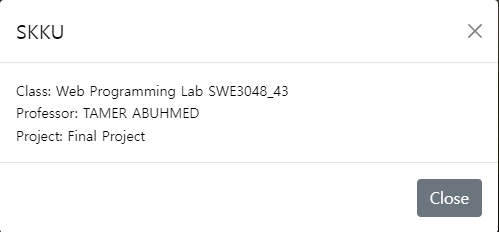 SKKU
Class: Web Programming Lab SWE3048_43
Professor: TAMER ABUHMED
Project: Final Project
Close